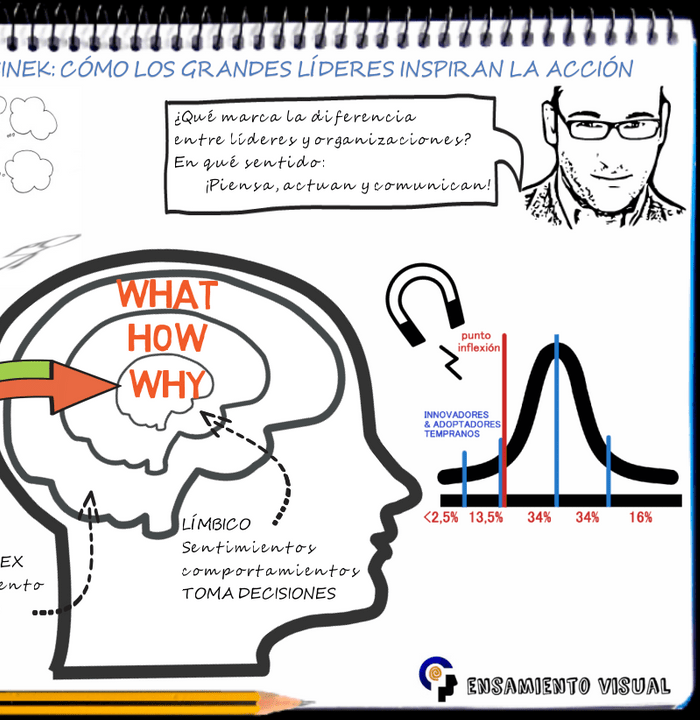 INEK: CÓMO LOS GRANDES LÍDERES INSPIRAN LA ACCIÓN
¿Qué marca la diferencia
entre líderes y organizaciones?
En qué sentido:
¡Piensa, actuan y comunican!
WHAT
HOW
WHY
punto
inflexión
INNOVADORES
& ADOPTADORES
TEMPRANOS
<2,5% 13,5% 34% 34% 16%
LÍMBICO
Sentimientos
comportamientos
TOMA DECISIONES
EX
ento
ENSAMIENTO VISUAL